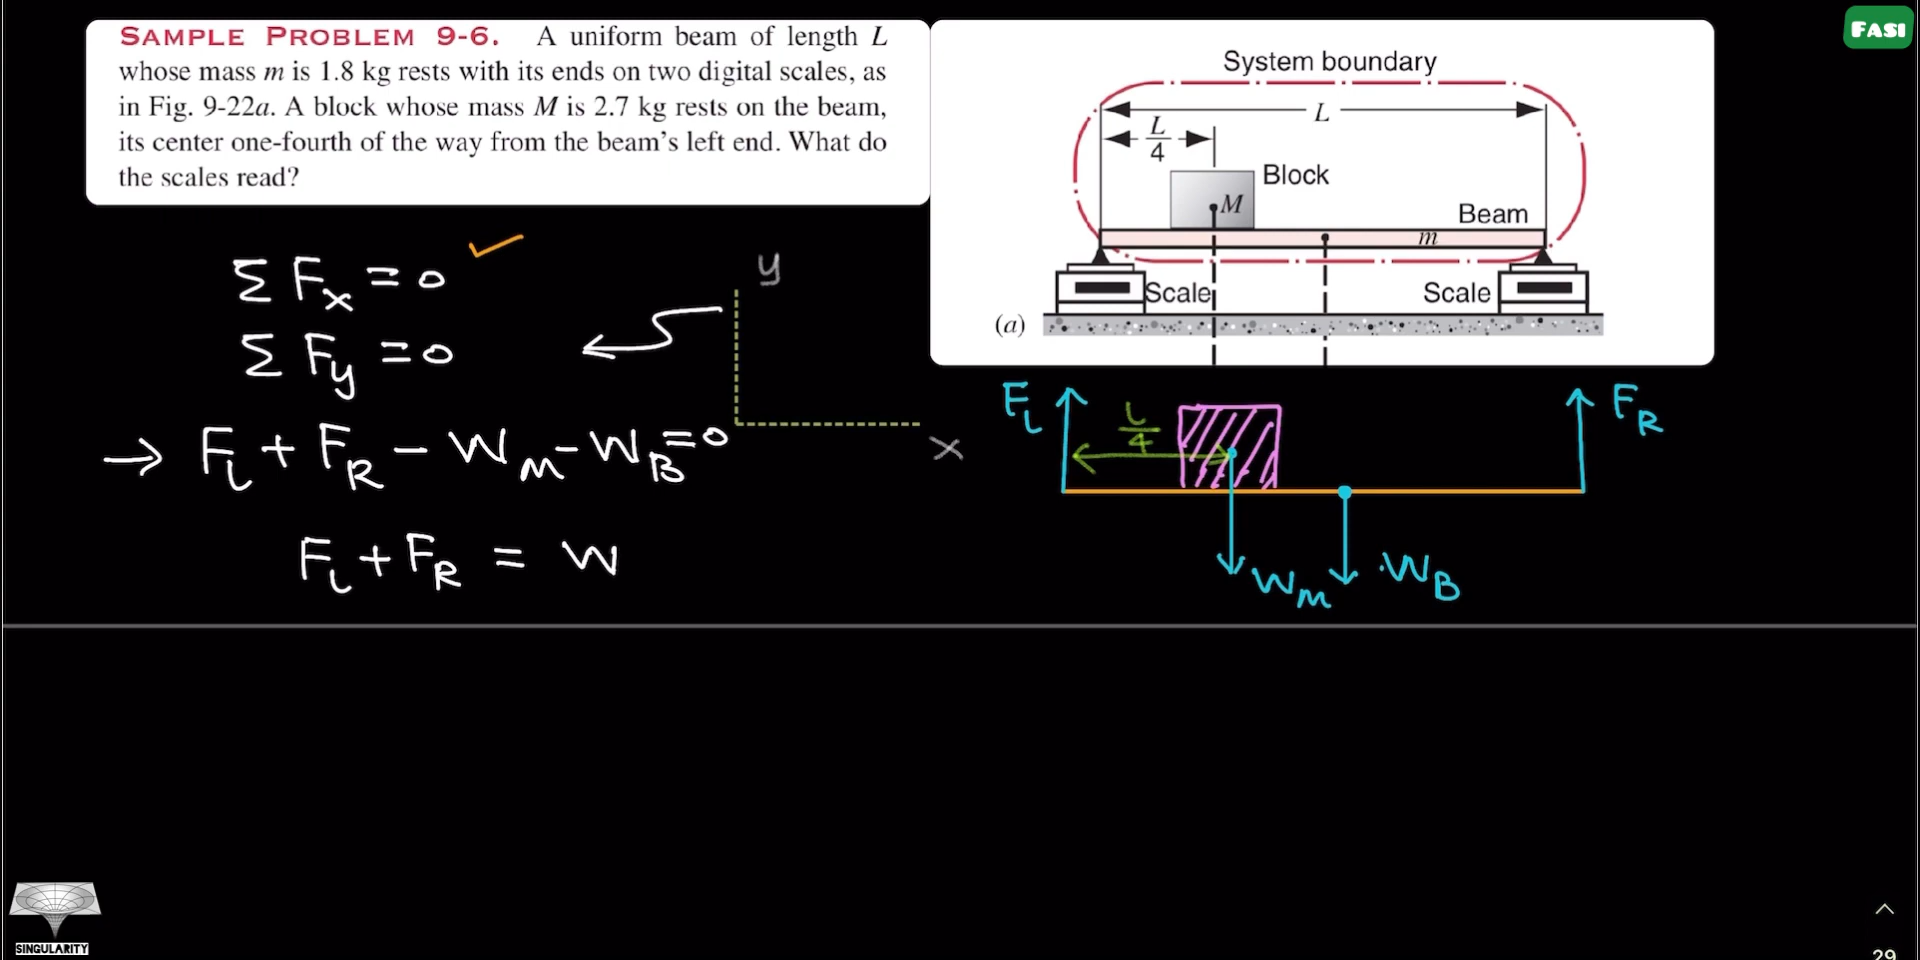 SAMPLE PROBLEM 9-6. A uniform beam of length L
whose mass m is 1.8 kg rests with its ends on two digital scales, as
in Fig. 9-22a. A block whose mass M is 2.7 kg rests on the beam,
its center one-fourth of the way from the beam's left end. What do
the scales read?
FASI
System boundary
L
L/4
Block
M
Beam
m
Scale
Scale
(a)
Σ Fx = 0
Σ Fy = 0
→ FL + FR - WM - WB = 0
FL + FR = W
y
x
FL
L/4
FR
WM
WB
SINGULARITY
29